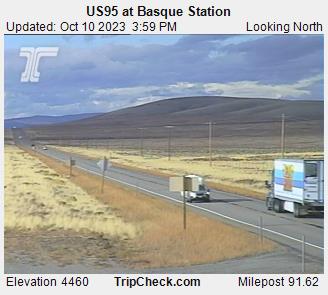 US95 at Basque Station
Updated: Oct 10 2023 3:59 PM Looking North
Elevation 4460 TripCheck.com Milepost 91.62